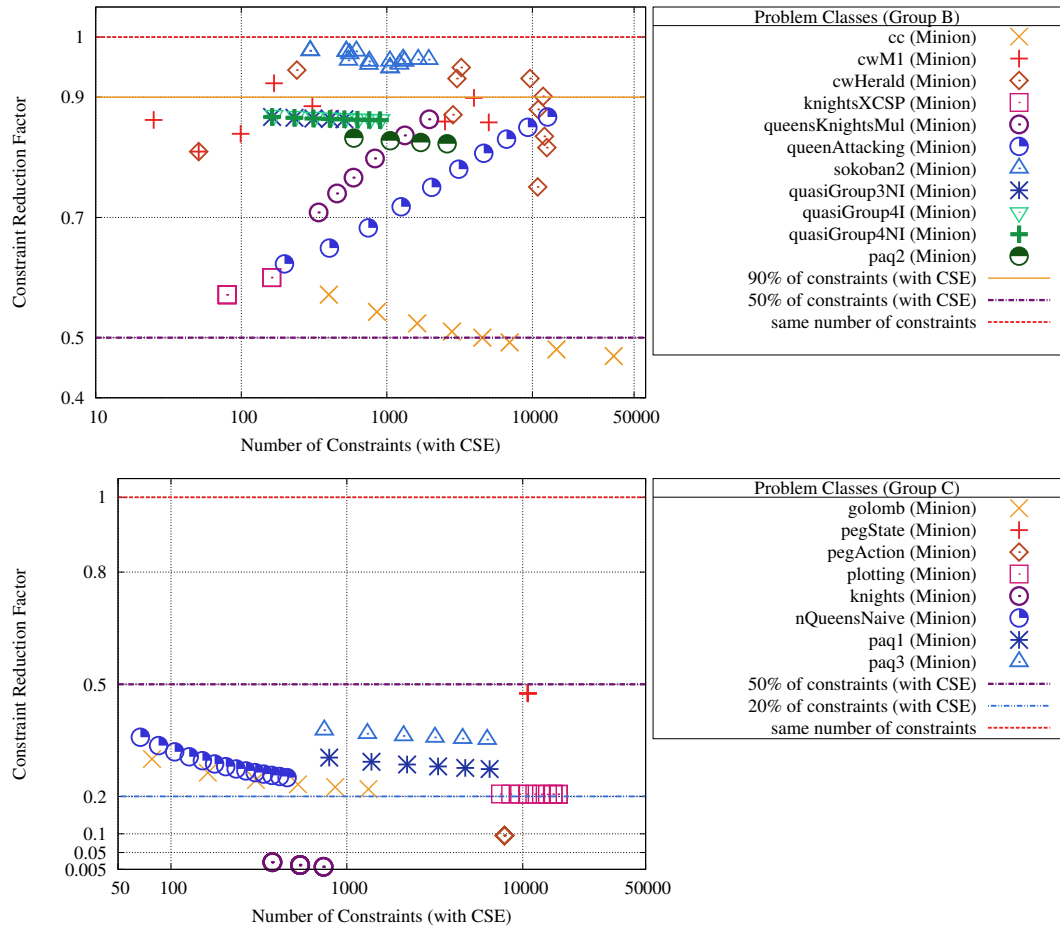 1
0.9
0.7
0.5
0.4
10
100
1000
10000
50000
Constraint Reduction Factor
Number of Constraints (with CSE)
Problem Classes (Group B)
cc (Minion)
cwM1 (Minion)
cwHerald (Minion)
knightsXCSP (Minion)
queensKnightsMul (Minion)
queenAttacking (Minion)
sokoban2 (Minion)
quasiGroup3NI (Minion)
quasiGroup4I (Minion)
quasiGroup4NI (Minion)
paq2 (Minion)
90% of constraints (with CSE)
50% of constraints (with CSE)
same number of constraints
1
0.8
0.5
0.2
0.1
0.05
0.005
50
100
1000
10000
50000
Constraint Reduction Factor
Number of Constraints (with CSE)
Problem Classes (Group C)
golomb (Minion)
pegState (Minion)
pegAction (Minion)
plotting (Minion)
knights (Minion)
nQueensNaive (Minion)
paq1 (Minion)
paq3 (Minion)
50% of constraints (with CSE)
20% of constraints (with CSE)
same number of constraints